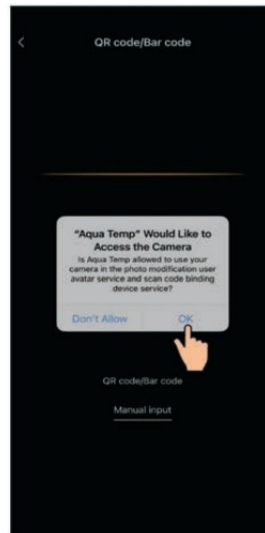 QR code/Bar code
"Aqua Temp" Would Like to
Access the Camera
Is Aqua Temp allowed to use your
camera in the photo modification user
avatar service and scan code binding
device service?
Don't Allow
OK
QR code/Bar code
Manual input